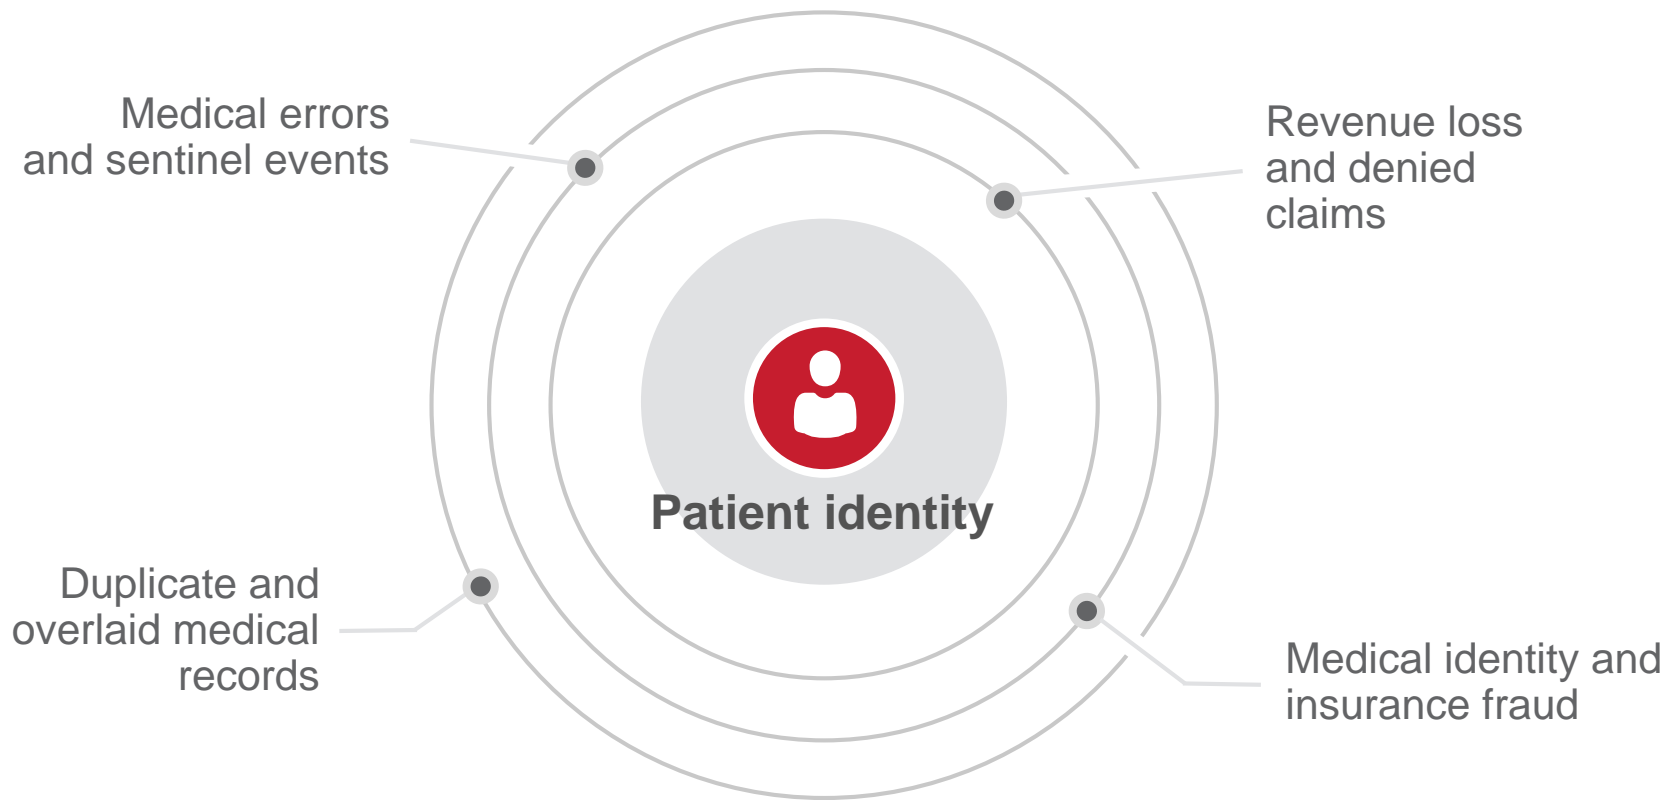 Medical errors
and sentinel events
Revenue loss
and denied
claims
Patient identity
Duplicate and
overlaid medical
records
Medical identity and
insurance fraud